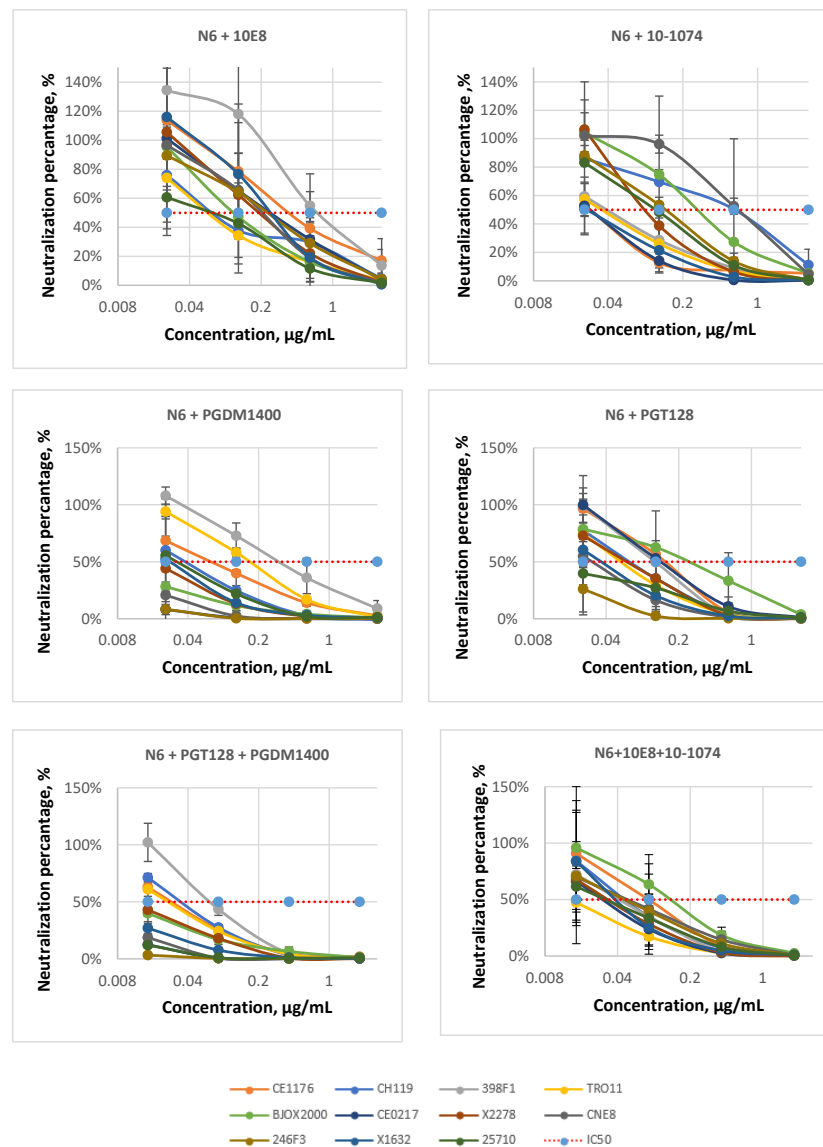 N6 + 10E8
Neutralization percentage, %
140%
120%
100%
80%
60%
40%
20%
0%
0.008 0.04 0.2 1
Concentration, µg/mL
N6 + 10-1074
Neutralization percentage ,%
140%
120%
100%
80%
60%
40%
20%
0%
0.008 0.04 0.2 1
Concentration, µg/mL
N6 + PGDM1400
Neutralization percentage, %
150%
100%
50%
0%
0.008 0.04 0.2 1
Concentration, µg/mL
N6 + PGT128
Neutralization percentage, %
150%
100%
50%
0%
0.008 0.04 0.2 1
Concentration, µg/mL
N6 + PGT128 + PGDM1400
Neutralization percentage, %
150%
100%
50%
0%
0.008 0.04 0.2 1
Concentration, µg/mL
N6+10E8+10-1074
Neutralization percentage, %
150%
100%
50%
0%
0.008 0.04 0.2 1
Concentration, µg/mL
CE1176 CH119 398F1 TRO11
BJOX2000 CE0217 X2278 CNE8
246F3 X1632 25710 IC50